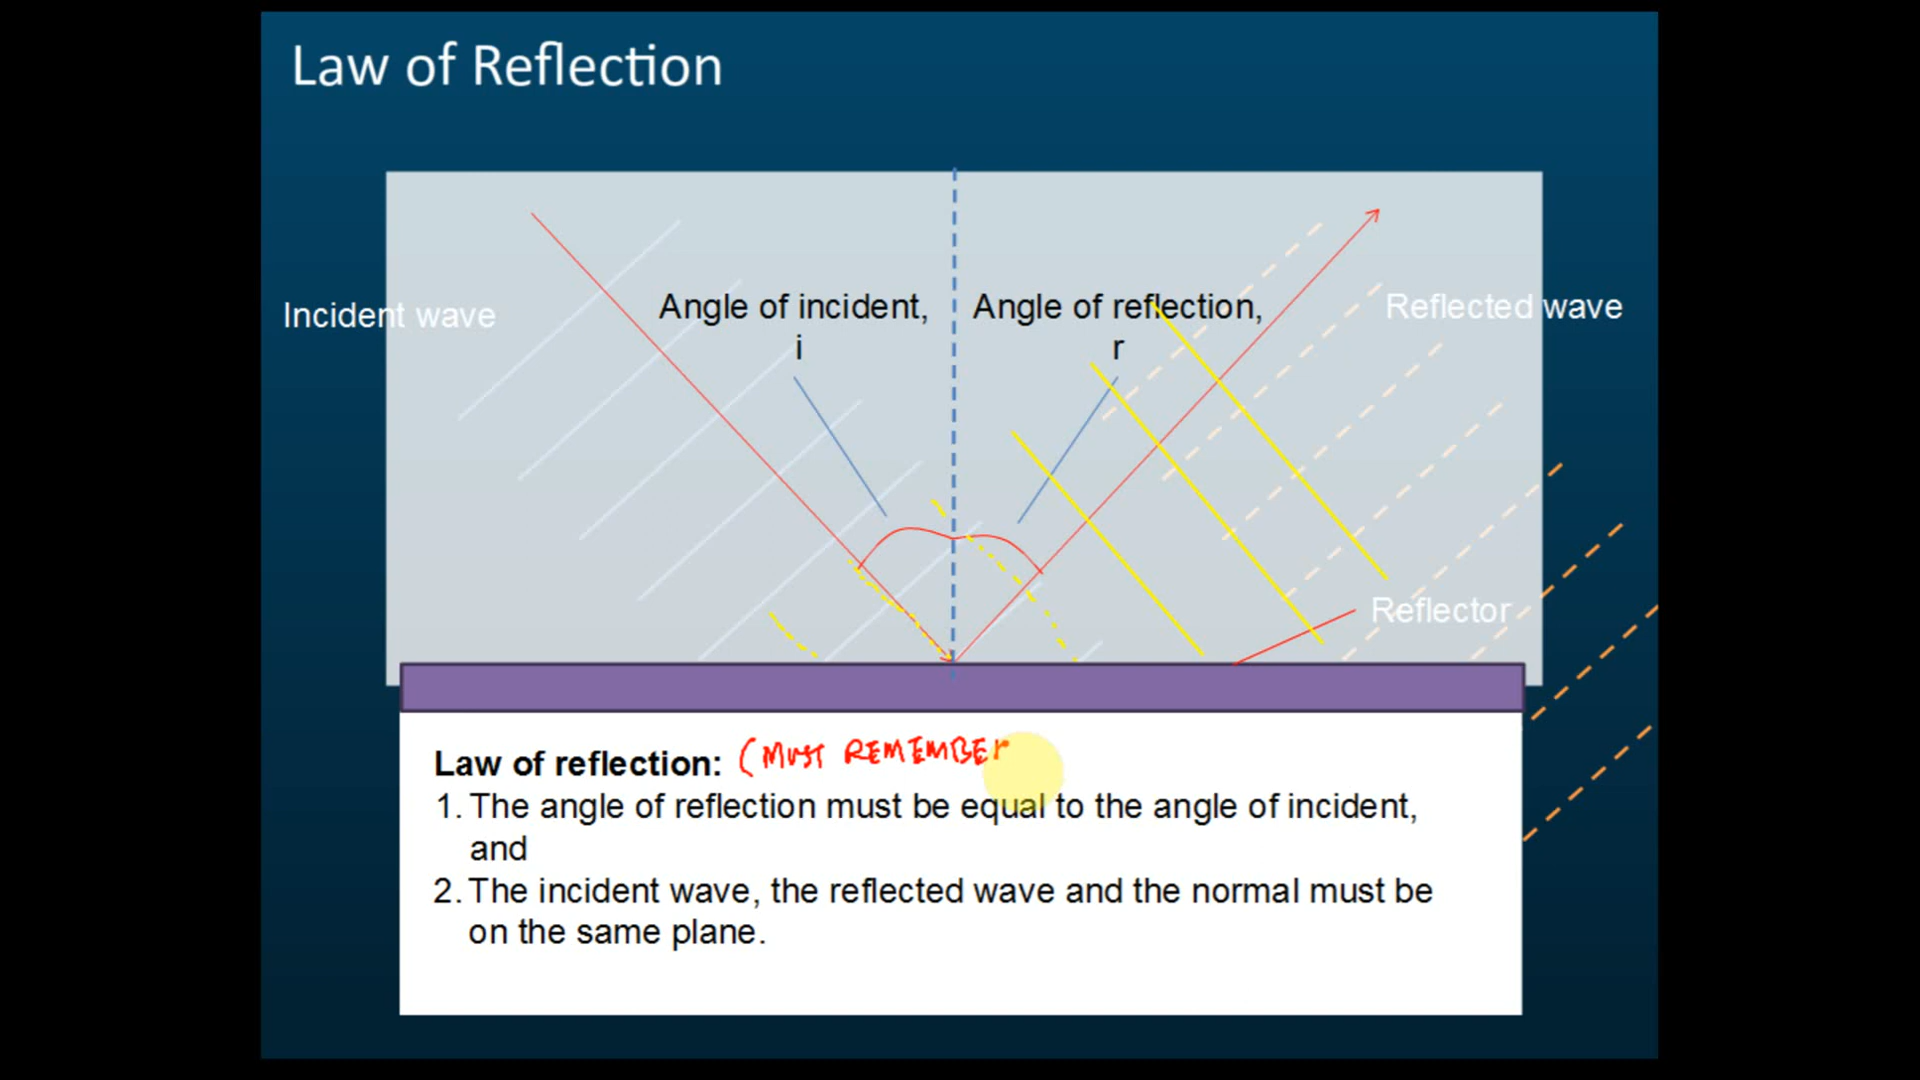 Law of Reflection
Incident wave
Angle of incident,
i
Angle of reflection,
r
Reflected wave
Reflector
Law of reflection: (MUST REMEMBER
1. The angle of reflection must be equal to the angle of incident,
and
2. The incident wave, the reflected wave and the normal must be
on the same plane.